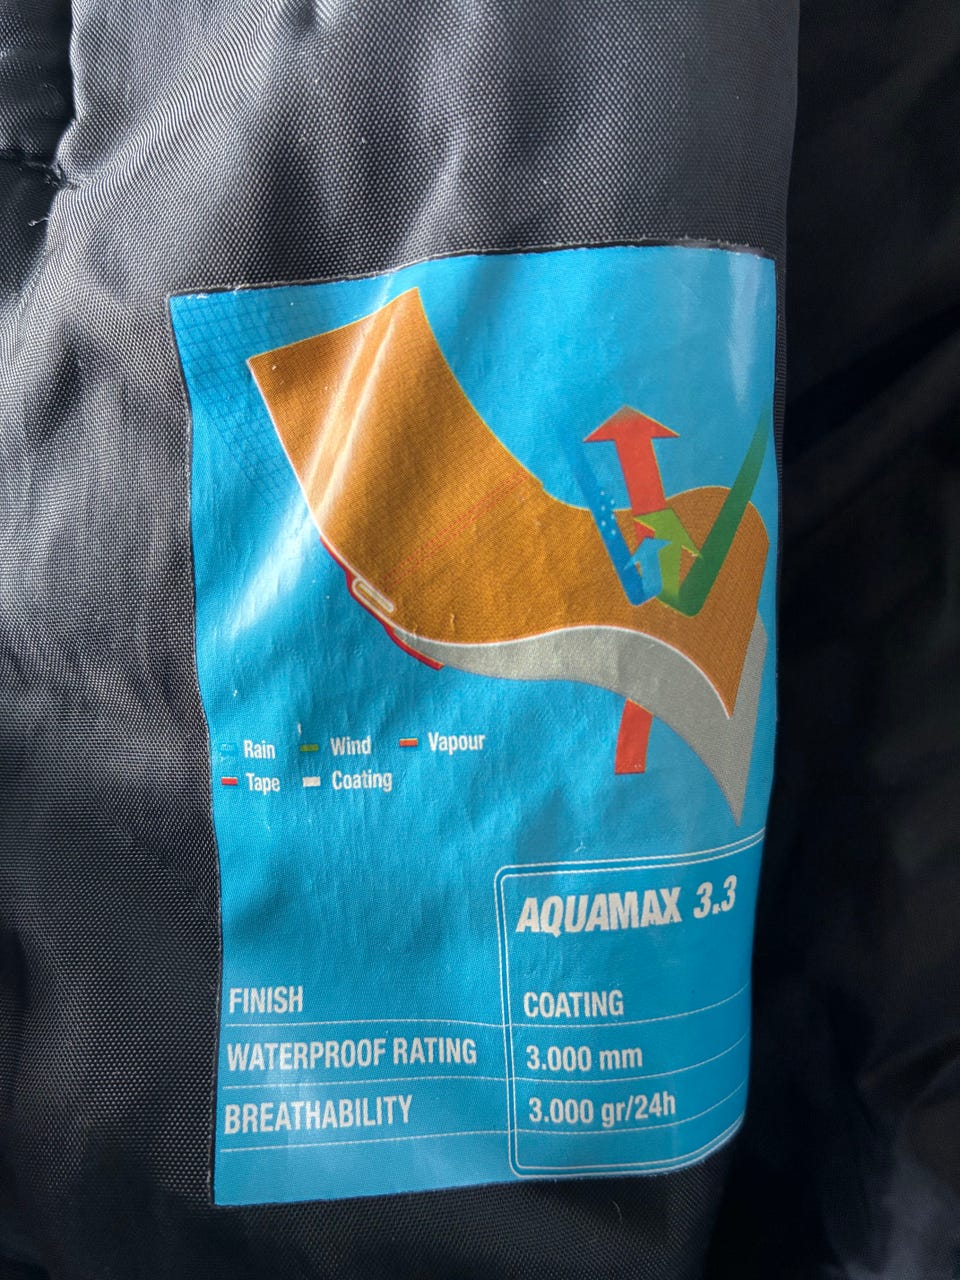 Rain Wind Vapour
Tape Coating
AQUAMAX 3.3
FINISH COATING
WATERPROOF RATING 3.000 mm
BREATHABILITY 3.000 gr/24h